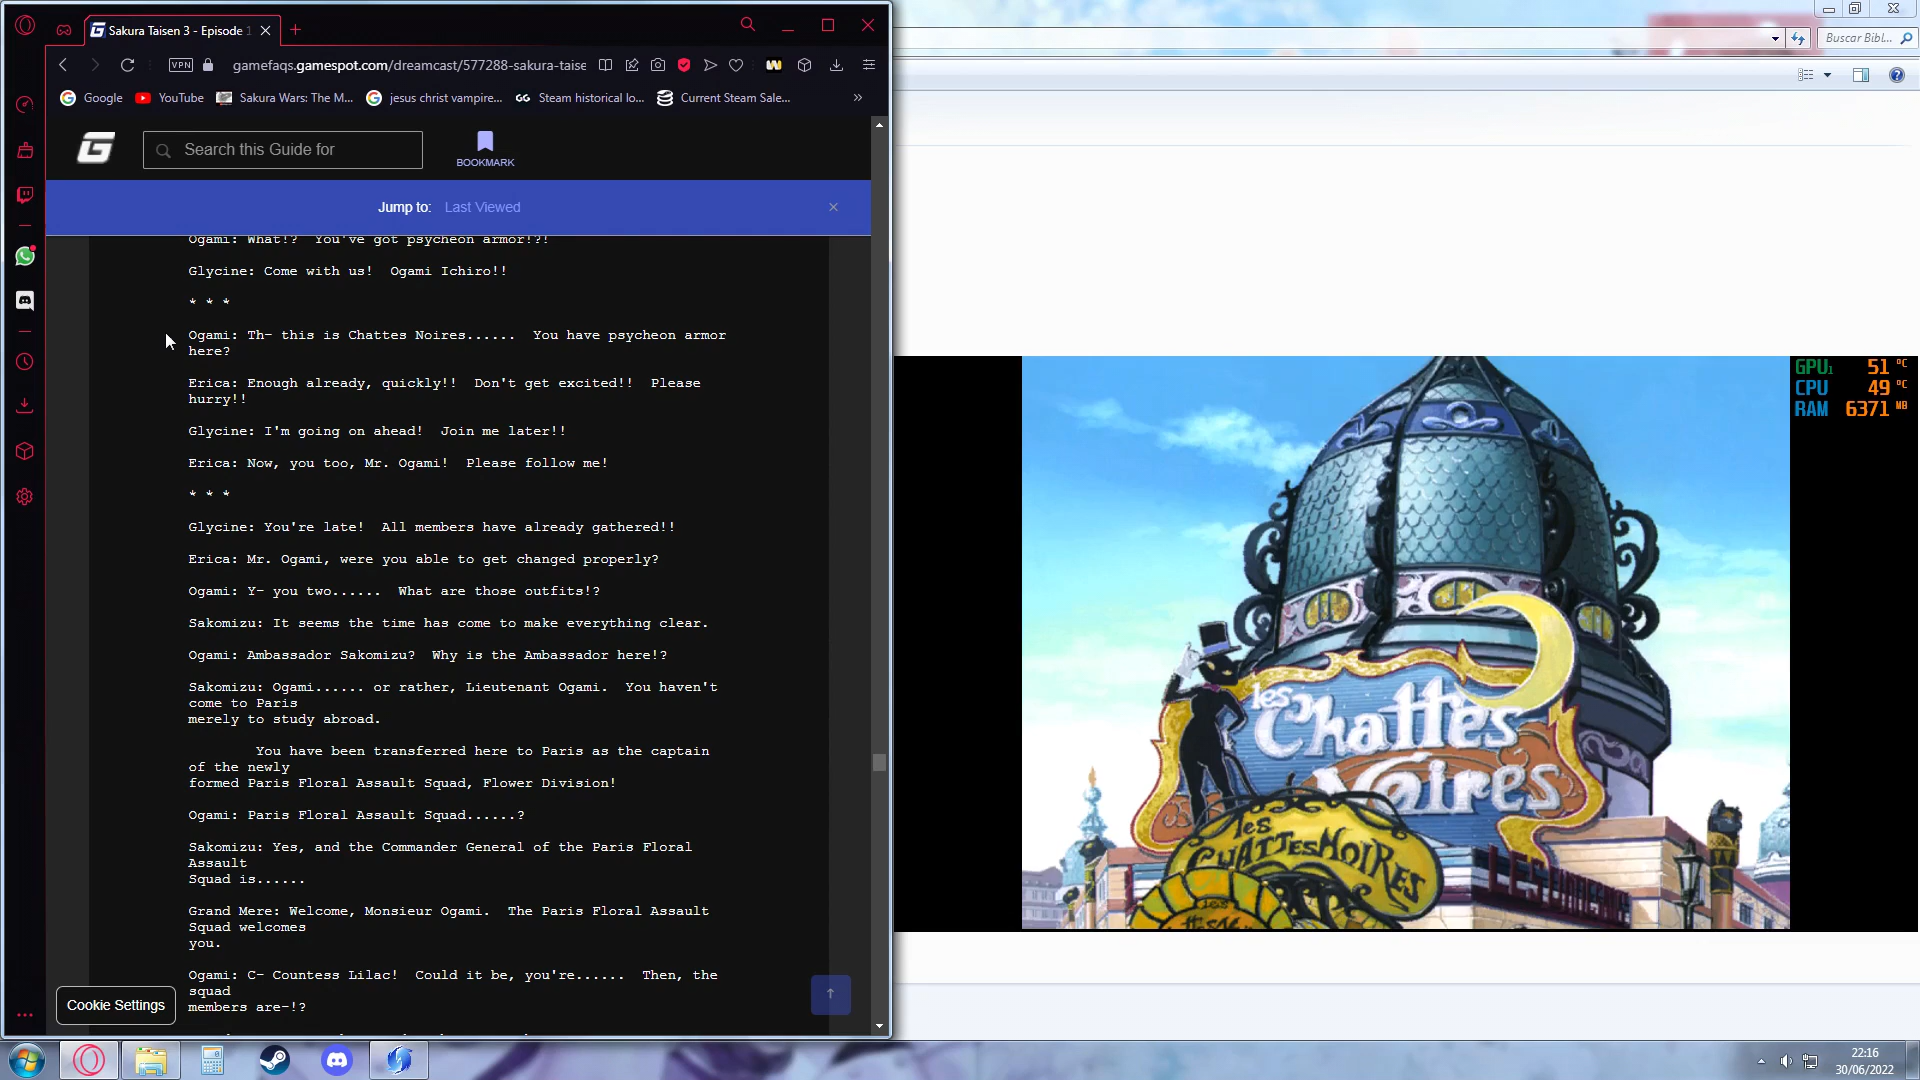 Sakura Taisen 3 - Episode 1
VPN
gamefaqs.gamespot.com/dreamcast/577288-sakura-taise
Google
YouTube
Sakura Wars: The M...
jesus christ vampire...
GG
Steam historical lo...
Current Steam Sale...
Search this Guide for
BOOKMARK
Jump to: Last Viewed
Ogami: What!? You've got psycheon armor!?!
Glycine: Come with us! Ogami Ichiro!!
* * *
Ogami: Th- this is Chattes Noires...... You have psycheon armor
here?
Erica: Enough already, quickly!! Don't get excited!! Please
hurry!!
Glycine: I'm going on ahead! Join me later!!
Erica: Now, you too, Mr. Ogami! Please follow me!
* * *
Glycine: You're late! All members have already gathered!!
Erica: Mr. Ogami, were you able to get changed properly?
Ogami: Y- you two...... What are those outfits!?
Sakomizu: It seems the time has come to make everything clear.
Ogami: Ambassador Sakomizu? Why is the Ambassador here!?
Sakomizu: Ogami...... or rather, Lieutenant Ogami. You haven't
come to Paris
merely to study abroad.
You have been transferred here to Paris as the captain
of the newly
formed Paris Floral Assault Squad, Flower Division!
Ogami: Paris Floral Assault Squad......?
Sakomizu: Yes, and the Commander General of the Paris Floral
Assault
Squad is......
Grand Mere: Welcome, Monsieur Ogami. The Paris Floral Assault
Squad welcomes
you.
Ogami: C- Countess Lilac! Could it be, you're...... Then, the
squad
members are-!?
Cookie Settings
Buscar Bibl...
GPU1 51 °C
CPU 49 °C
RAM 6371 MB
les
Chattes
Noires
les
CHATTES NOIRES
les
22:16
30/06/2022